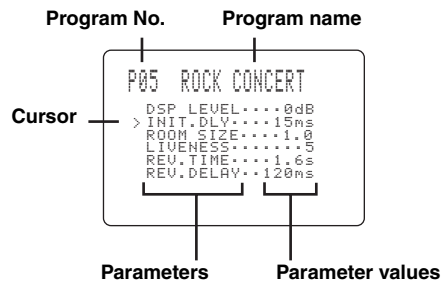 Program No. Program name
P05 ROCK CONCERT
DSP LEVEL････0dB
Cursor
>INIT.DLY････15ms
ROOM SIZE････1.0
LIVENESS･･････5
REV.TIME････1.6s
REV.DELAY･･120ms
Parameters Parameter values